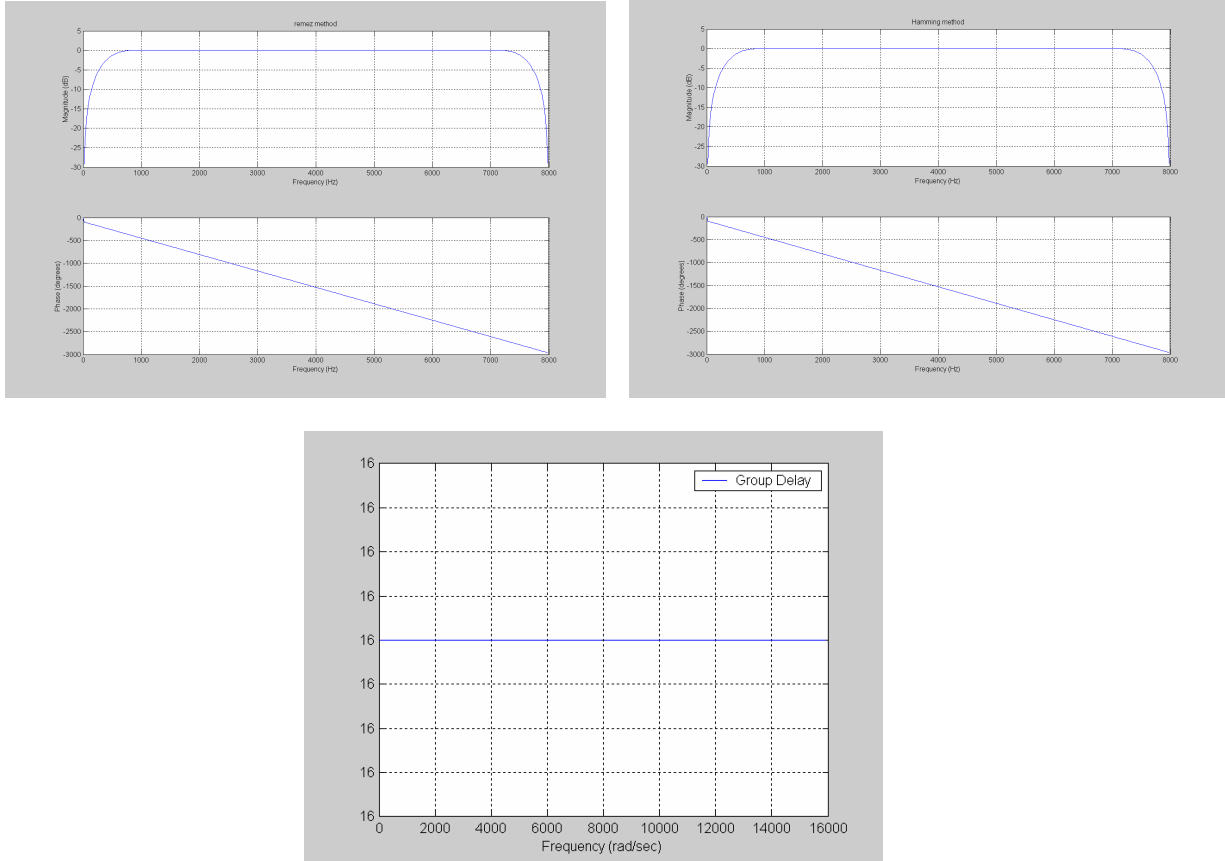 remez method
5
0
-5
-10
-15
-20
-25
-30
Magnitude (dB)
0 1000 2000 3000 4000 5000 6000 7000 8000
Frequency (Hz)
0
-500
-1000
-1500
-2000
-2500
-3000
Phase (degrees)
0 1000 2000 3000 4000 5000 6000 7000 8000
Frequency (Hz)
Hamming method
5
0
-5
-10
-15
-20
-25
-30
Magnitude (dB)
0 1000 2000 3000 4000 5000 6000 7000 8000
Frequency (Hz)
0
-500
-1000
-1500
-2000
-2500
-3000
Phase (degrees)
0 1000 2000 3000 4000 5000 6000 7000 8000
Frequency (Hz)
Group Delay
16
16
16
16
16
16
16
16
16
0 2000 4000 6000 8000 10000 12000 14000 16000
Frequency (rad/sec)